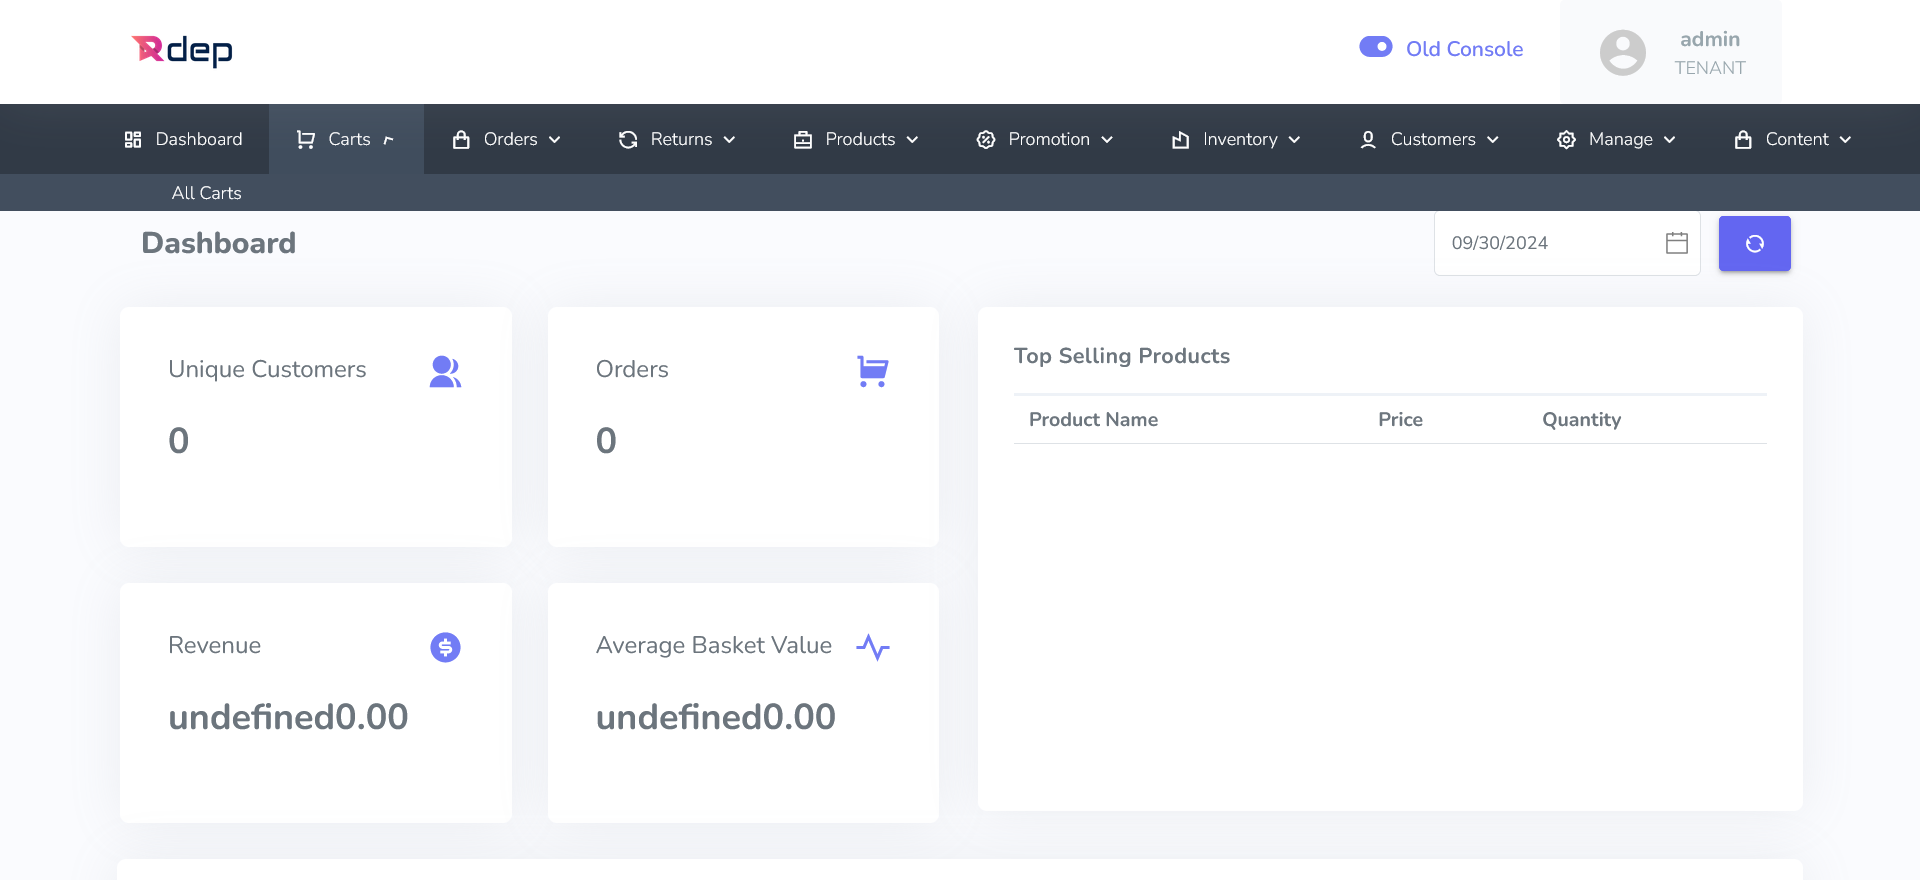 Rdep
Old Console
admin
TENANT
Dashboard
Carts
Orders
Returns
Products
Promotion
Inventory
Customers
Manage
Content
All Carts
Dashboard
09/30/2024
Unique Customers
0
Orders
0
Top Selling Products
Product Name Price Quantity
Revenue
undefined0.00
Average Basket Value
undefined0.00